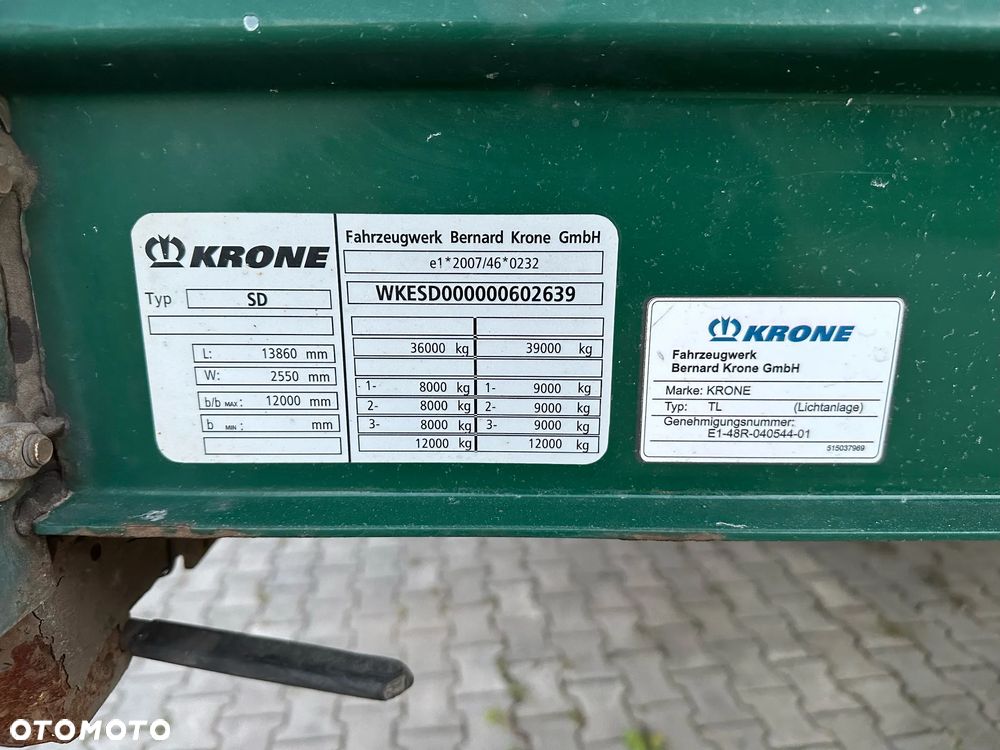 KRONE
Typ SD
L: 13860 mm
W: 2550 mm
b/b MAX: 12000 mm
b MIN: mm
Fahrzeugwerk Bernard Krone GmbH
e1*2007/46*0232
WKESD000000602639
36000 kg 39000 kg
1- 8000 kg 1- 9000 kg
2- 8000 kg 2- 9000 kg
3- 8000 kg 3- 9000 kg
12000 kg 12000 kg
KRONE
Fahrzeugwerk
Bernard Krone GmbH
Marke: KRONE
Typ: TL (Lichtanlage)
Genehmigungsnummer:
E1-48R-040544-01
515037969
OTOMOTO